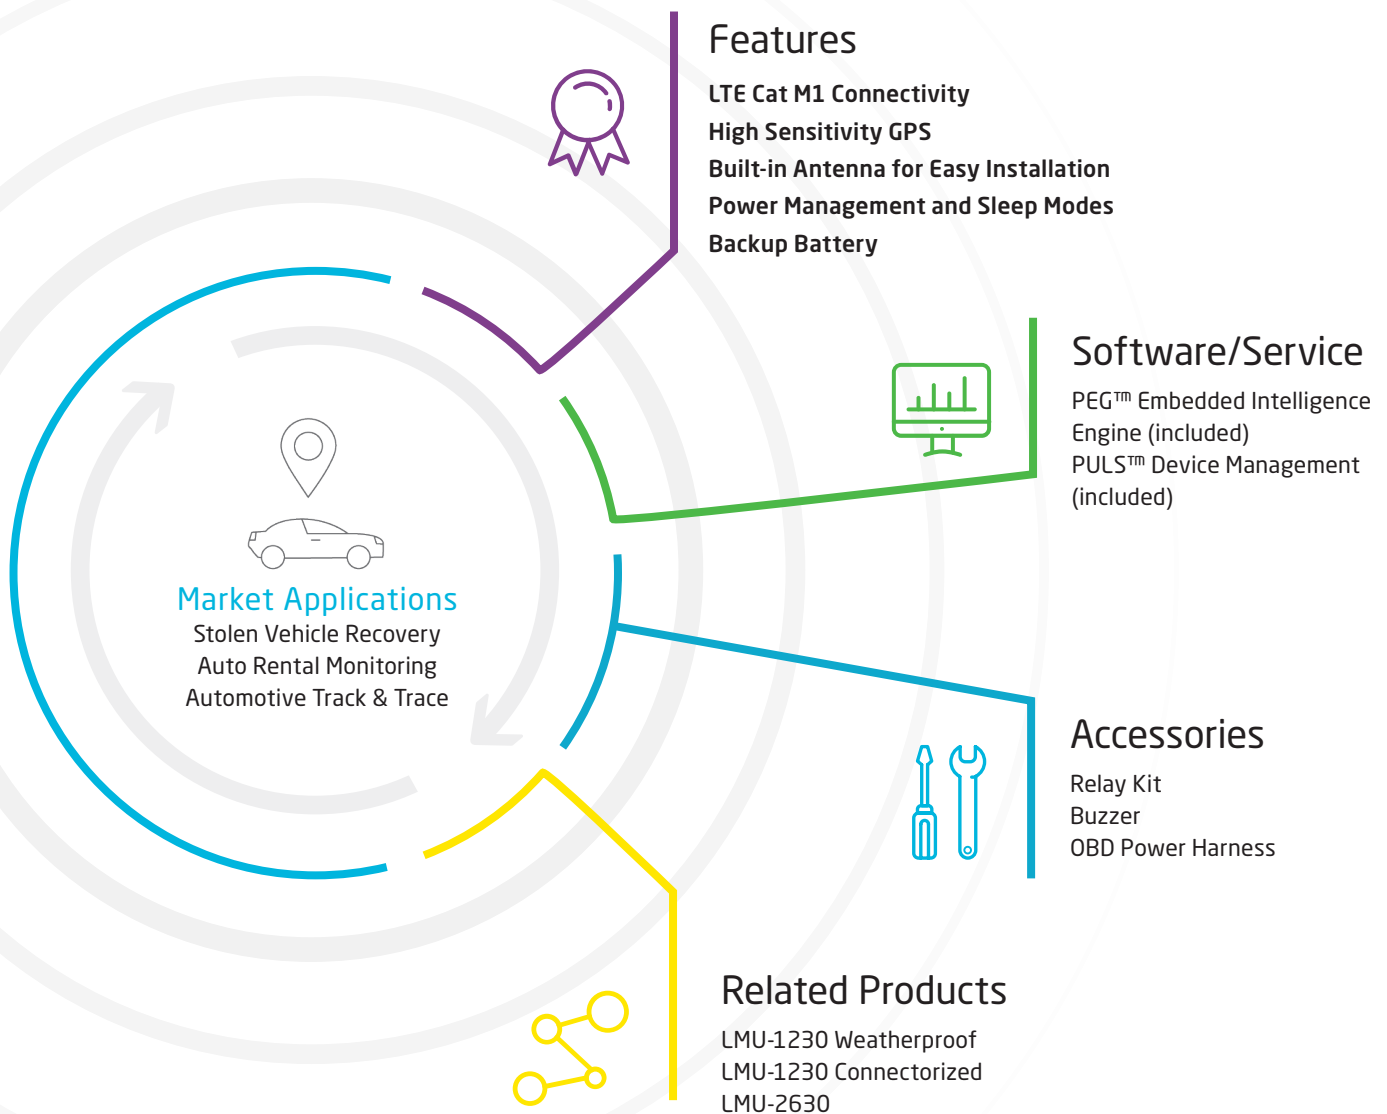 Features
LTE Cat M1 Connectivity
High Sensitivity GPS
Built-in Antenna for Easy Installation
Power Management and Sleep Modes
Backup Battery
Software/Service
PEG™ Embedded Intelligence
Engine (included)
PULS™ Device Management
(included)
Market Applications
Stolen Vehicle Recovery
Auto Rental Monitoring
Automotive Track & Trace
Accessories
Relay Kit
Buzzer
OBD Power Harness
Related Products
LMU-1230 Weatherproof
LMU-1230 Connectorized
LMU-2630